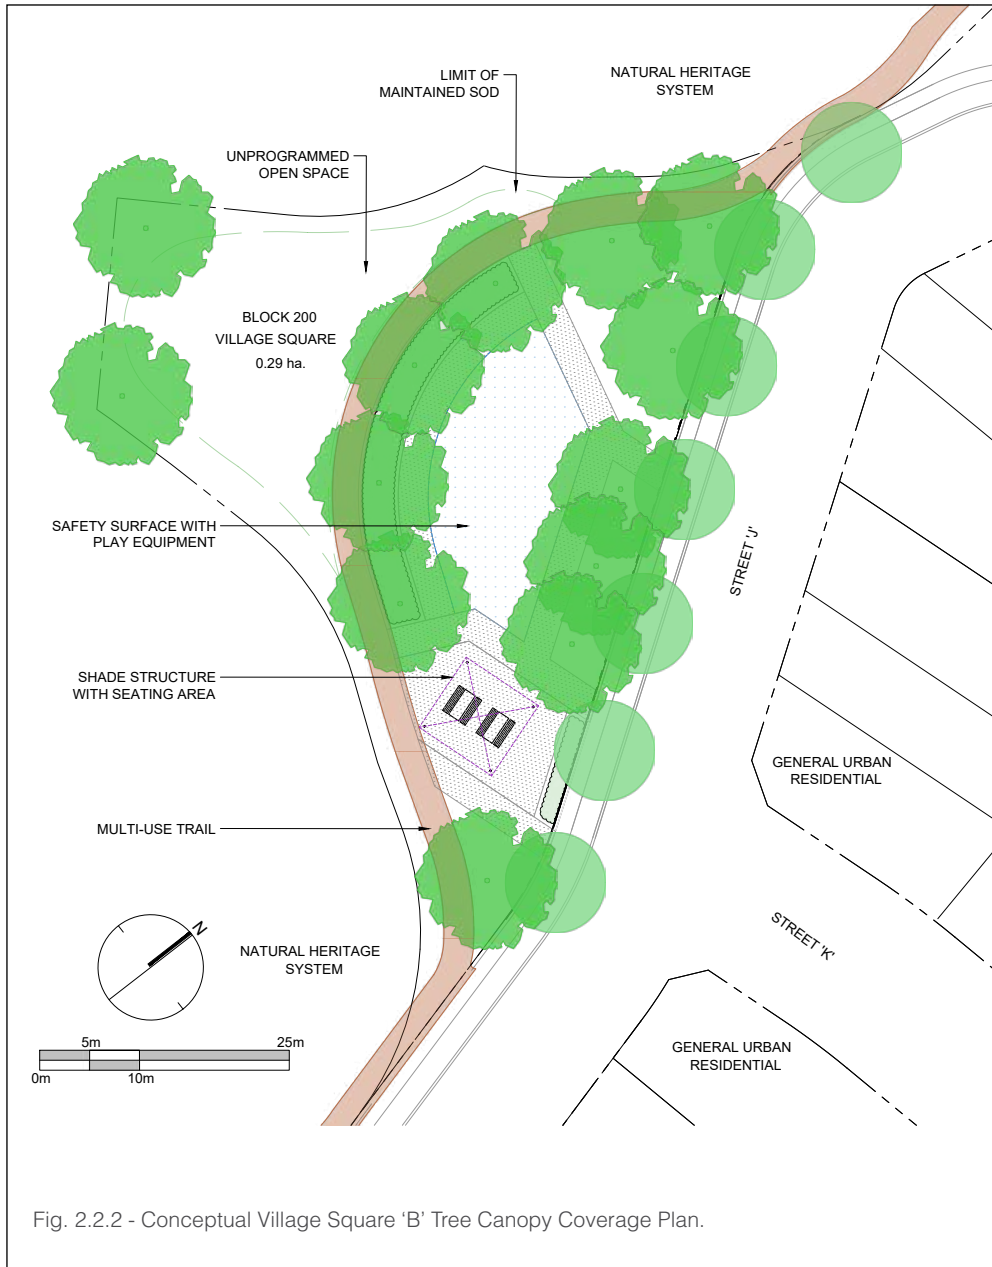 LIMIT OF
MAINTAINED SOD
NATURAL HERITAGE
SYSTEM
UNPROGRAMMED
OPEN SPACE
BLOCK 200
VILLAGE SQUARE
0.29 ha.
SAFETY SURFACE WITH
PLAY EQUIPMENT
STREET 'J'
SHADE STRUCTURE
WITH SEATING AREA
GENERAL URBAN
RESIDENTIAL
MULTI-USE TRAIL
STREET 'K'
N
NATURAL HERITAGE
SYSTEM
5m
25m
0m
10m
GENERAL URBAN
RESIDENTIAL
Fig. 2.2.2 - Conceptual Village Square ‘B’ Tree Canopy Coverage Plan.